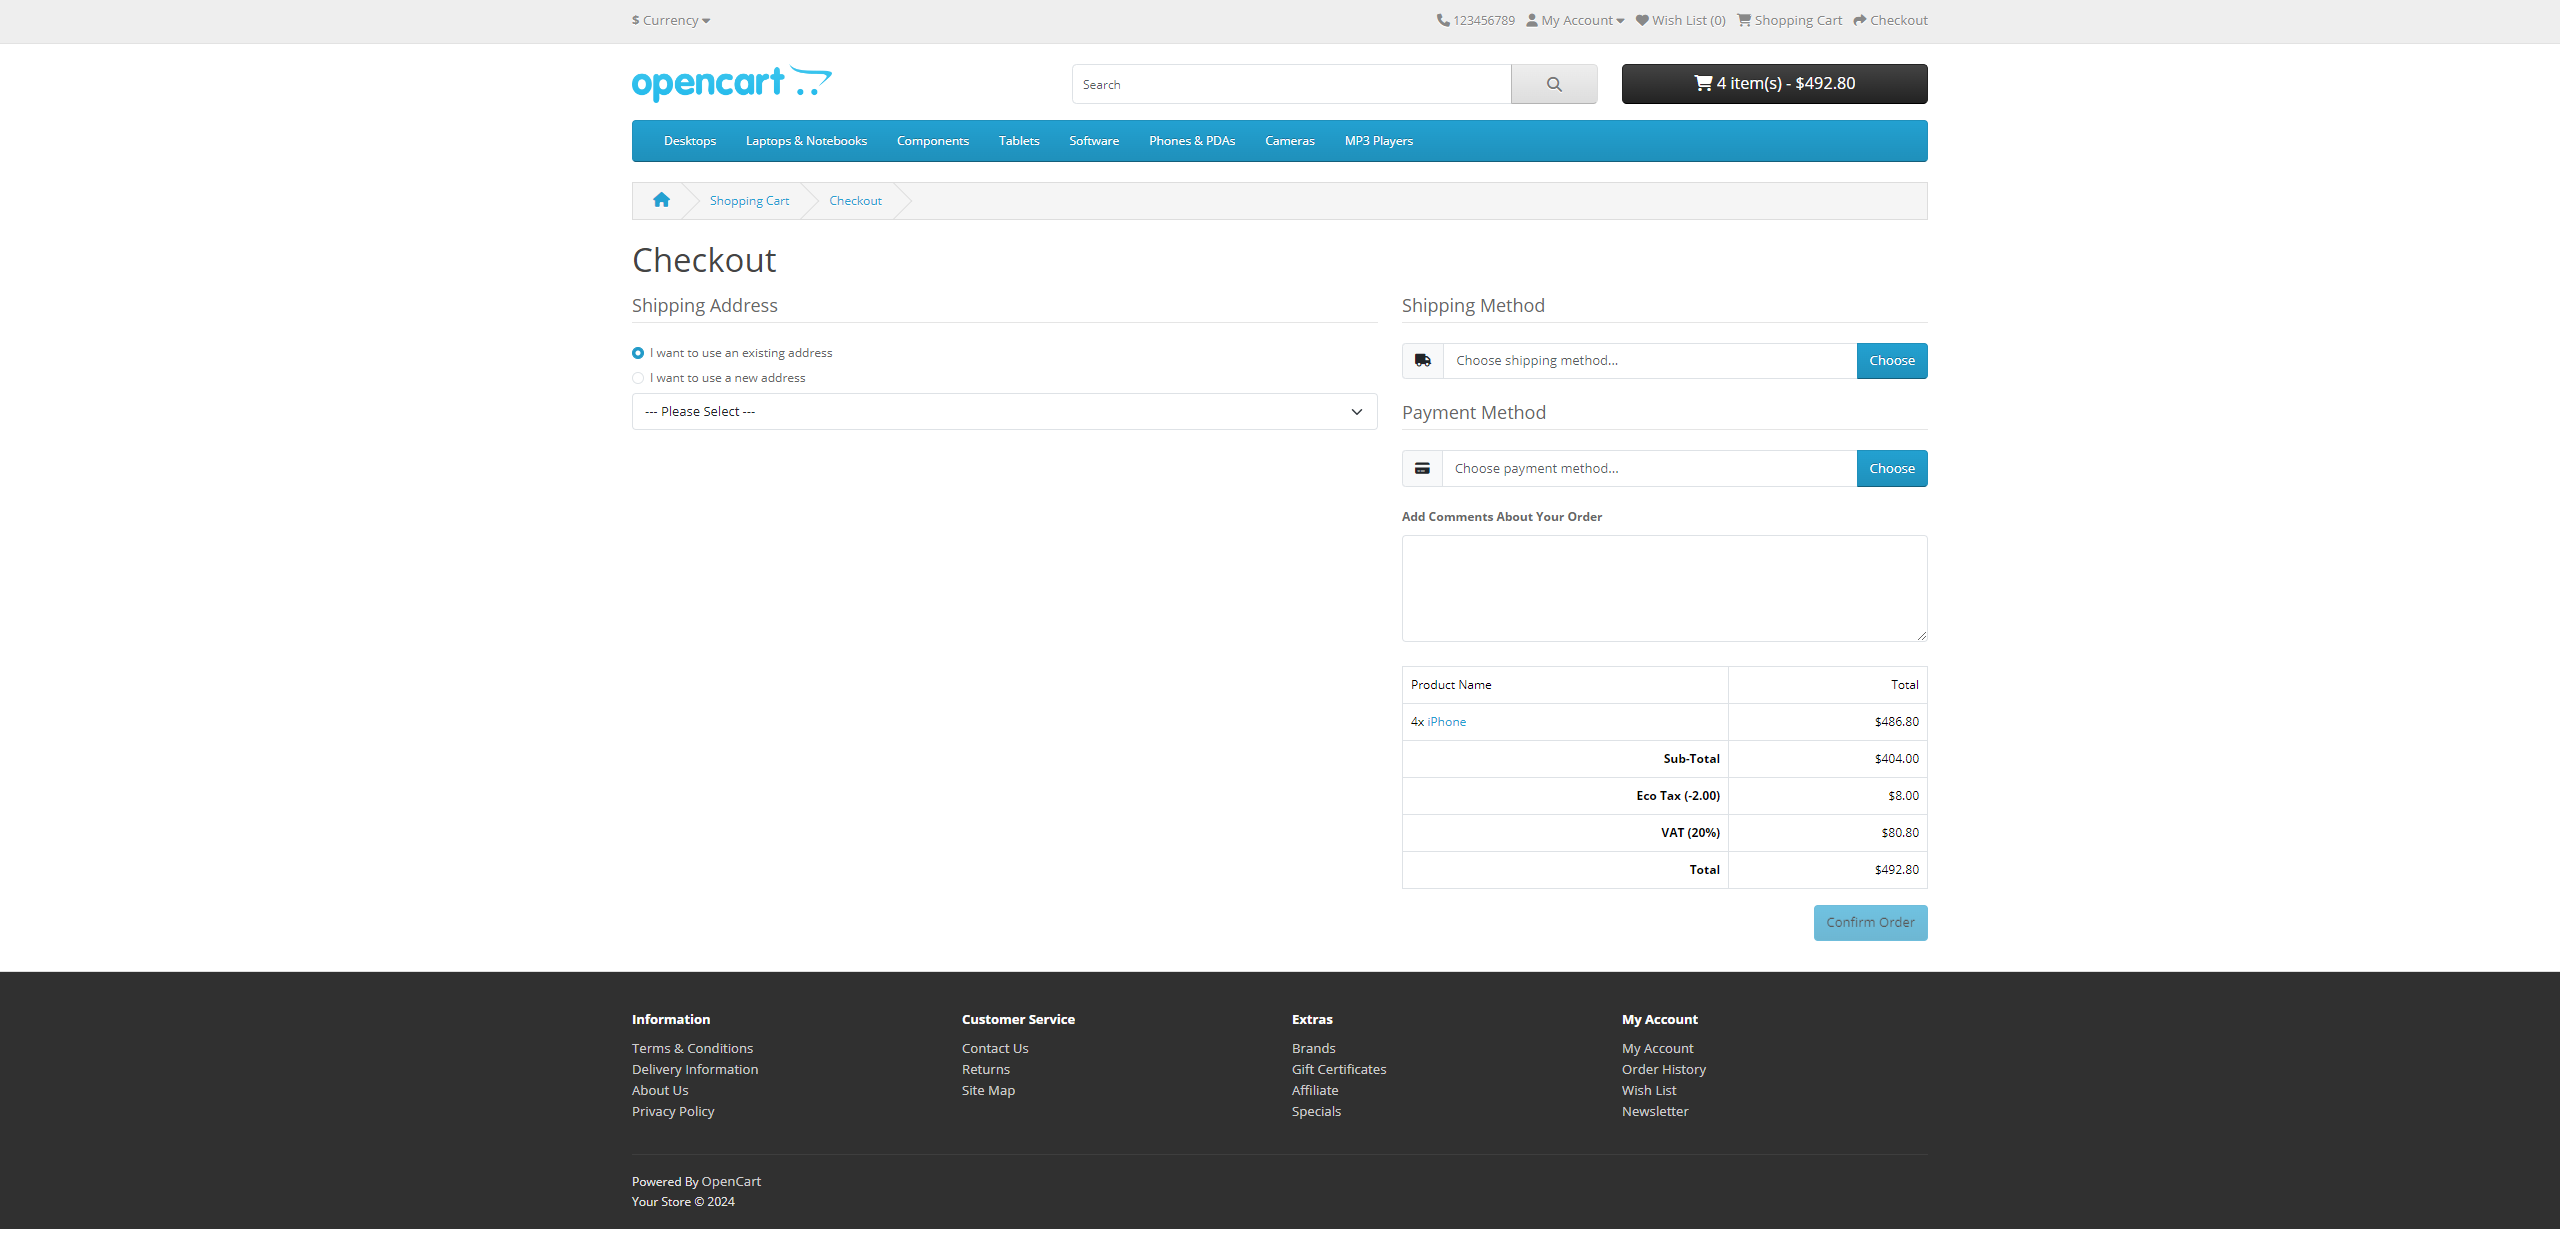 $ Currency
123456789 My Account Wish List (0) Shopping Cart Checkout
opencart
Search
4 item(s) - $492.80
Desktops Laptops & Notebooks Components Tablets Software Phones & PDAs Cameras MP3 Players
Shopping Cart Checkout
Checkout
Shipping Address
I want to use an existing address
I want to use a new address
--- Please Select ---
Shipping Method
Choose shipping method... Choose
Payment Method
Choose payment method... Choose
Add Comments About Your Order
Product Name Total
4x iPhone $486.80
Sub-Total $404.00
Eco Tax (-2.00) $8.00
VAT (20%) $80.80
Total $492.80
Confirm Order
Information
Terms & Conditions
Delivery Information
About Us
Privacy Policy
Customer Service
Contact Us
Returns
Site Map
Extras
Brands
Gift Certificates
Affiliate
Specials
My Account
My Account
Order History
Wish List
Newsletter
Powered By OpenCart
Your Store © 2024